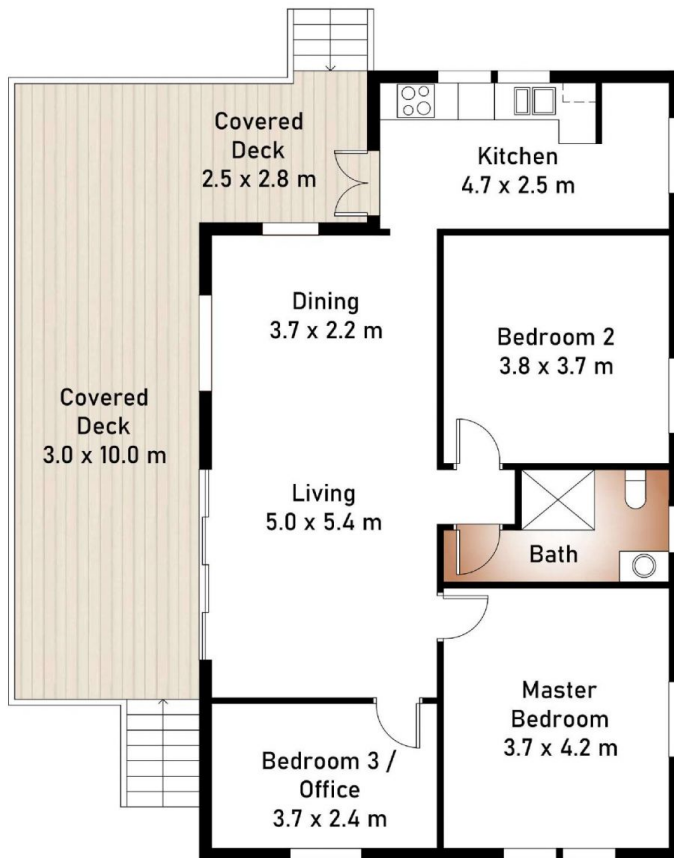 Covered
Deck
2.5 x 2.8 m
Kitchen
4.7 x 2.5 m
Dining
3.7 x 2.2 m
Bedroom 2
3.8 x 3.7 m
Covered
Deck
3.0 x 10.0 m
Living
5.0 x 5.4 m
Bath
Master
Bedroom
3.7 x 4.2 m
Bedroom 3 /
Office
3.7 x 2.4 m